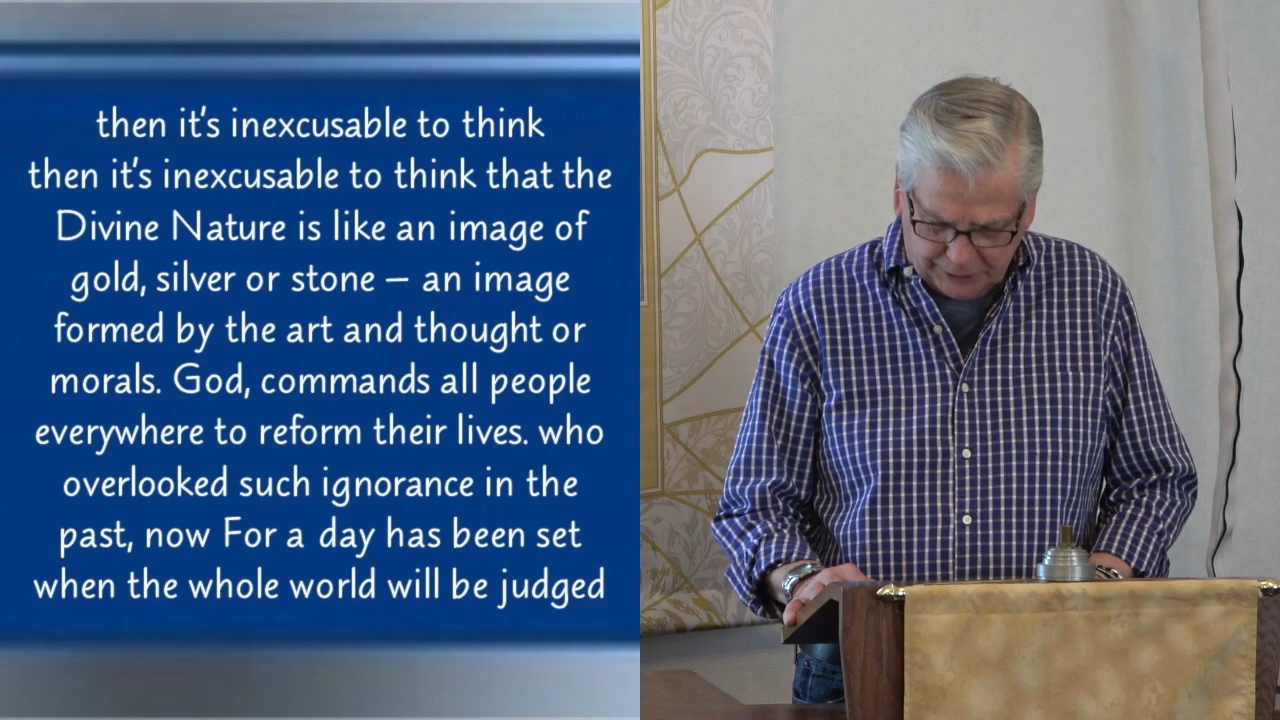 then it's inexcusable to think
then it's inexcusable to think that the
Divine Nature is like an image of
gold, silver or stone – an image
formed by the art and thought or
morals. God, commands all people
everywhere to reform their lives. who
overlooked such ignorance in the
past, now For a day has been set
when the whole world will be judged